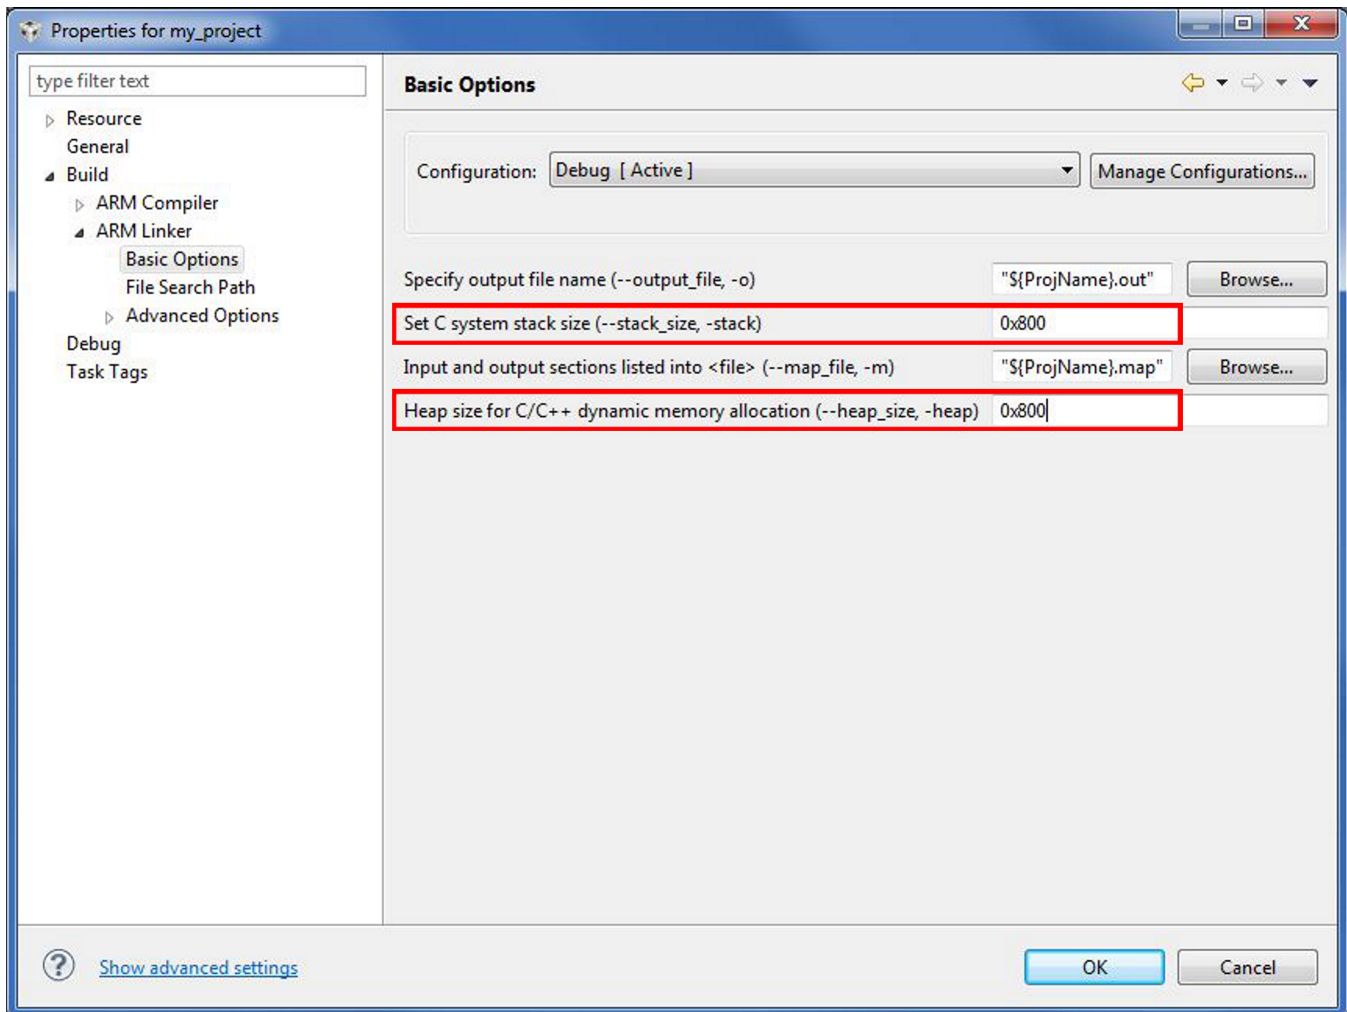 Properties for my_project
type filter text
Resource
General
Build
ARM Compiler
ARM Linker
Basic Options
File Search Path
Advanced Options
Debug
Task Tags
Basic Options
Configuration: Debug [ Active ] Manage Configurations...
Specify output file name (--output_file, -o) "${ProjName}.out" Browse...
Set C system stack size (--stack_size, -stack) 0x800
Input and output sections listed into <file> (--map_file, -m) "${ProjName}.map" Browse...
Heap size for C/C++ dynamic memory allocation (--heap_size, -heap) 0x800
Show advanced settings
OK Cancel